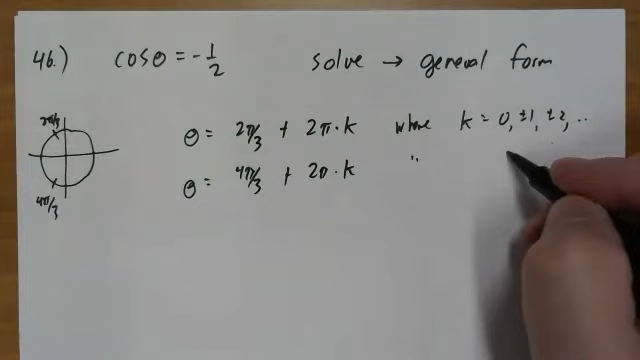 46.) cosθ = -1/2 solve → general form
2π/3
θ = 2π/3 + 2π·k where k = 0, ±1, ±2, ..
θ = 4π/3 + 2π·k "
4π/3